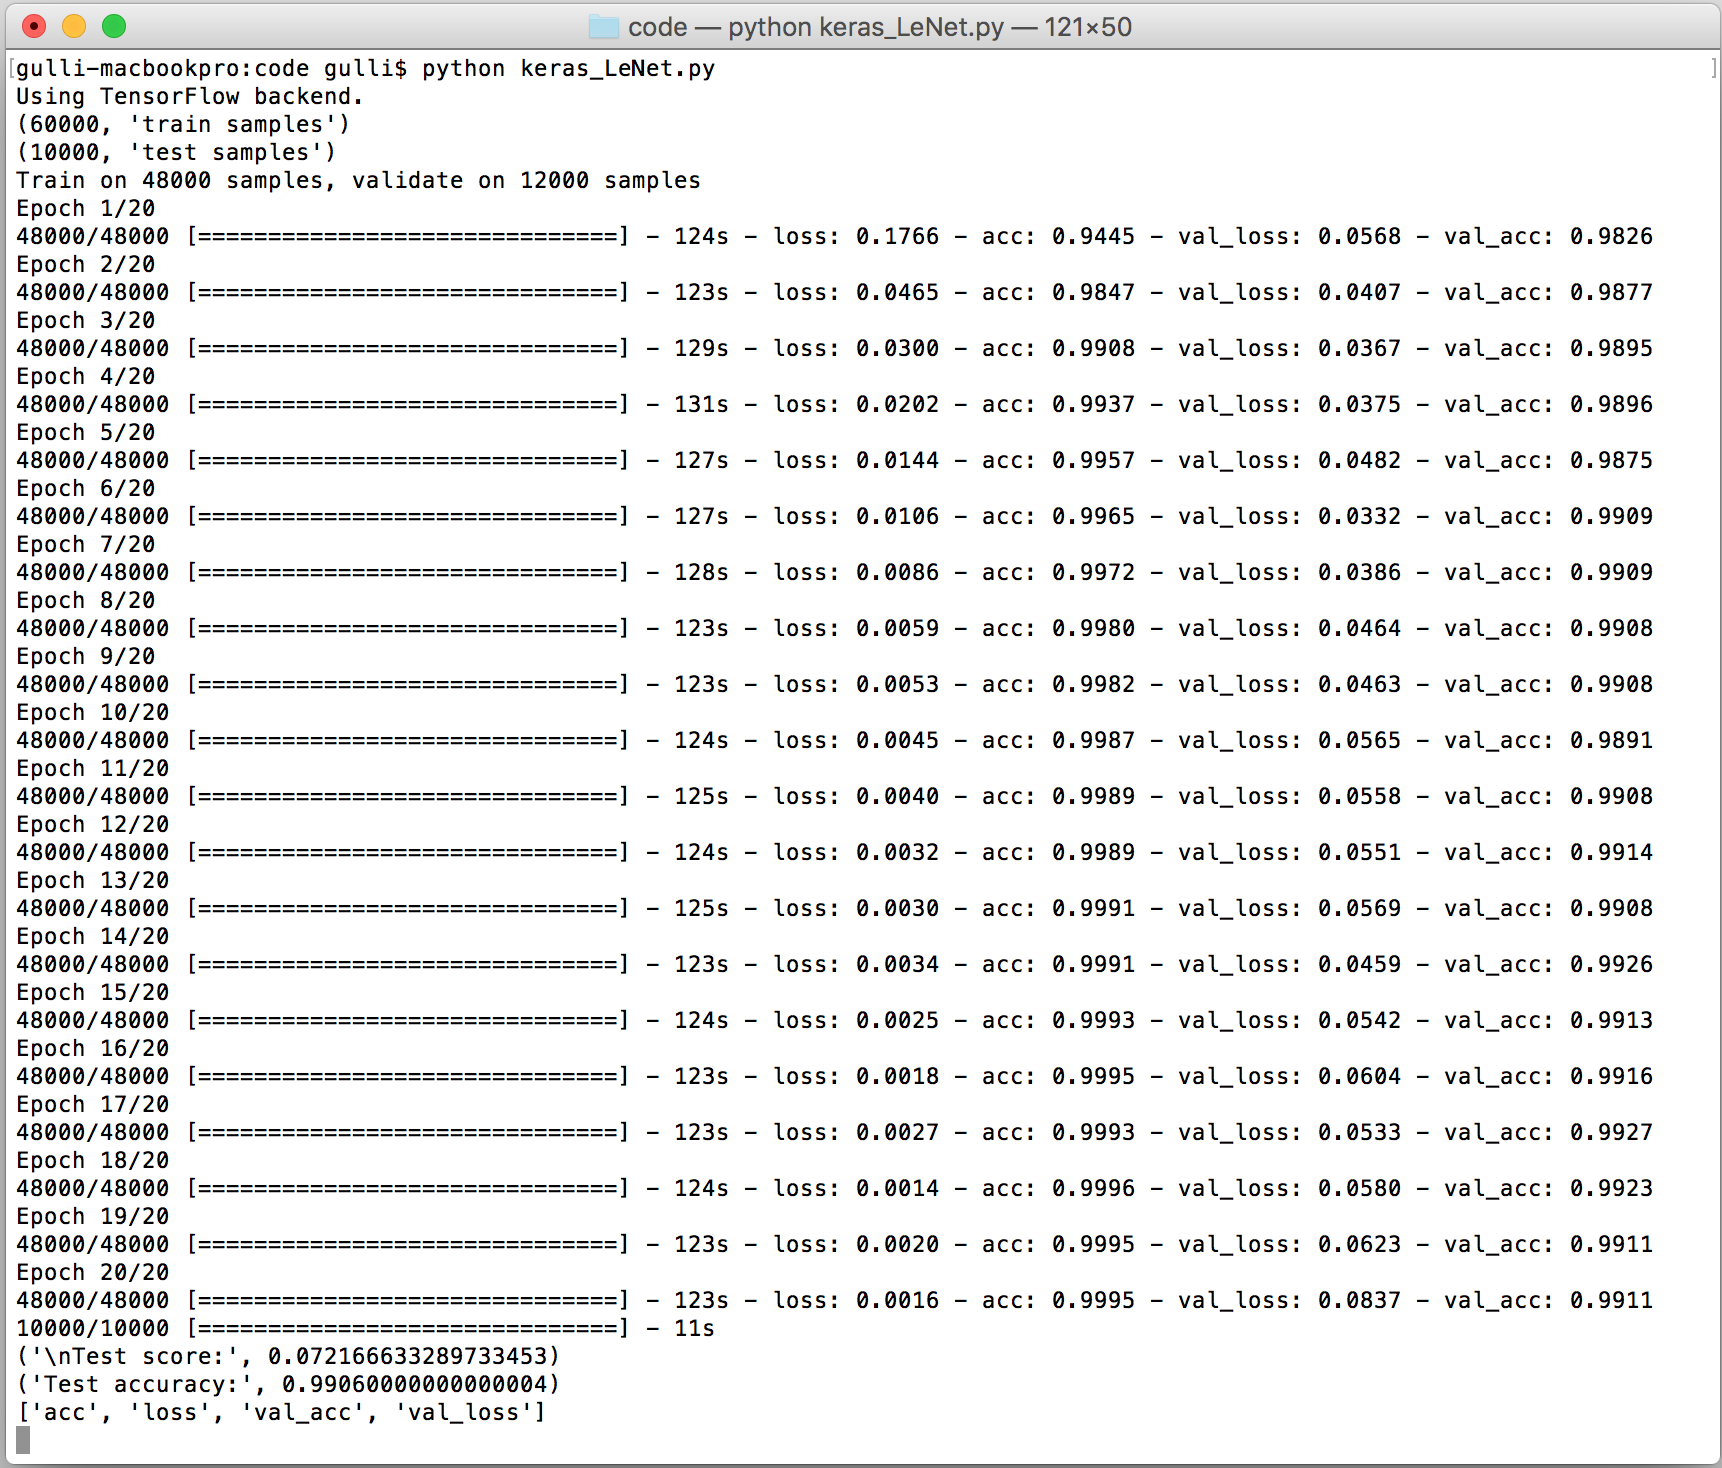 code — python keras_LeNet.py — 121×50
[gulli-macbookpro:code gulli$ python keras_LeNet.py ]
Using TensorFlow backend.
(60000, 'train samples')
(10000, 'test samples')
Train on 48000 samples, validate on 12000 samples
Epoch 1/20
48000/48000 [==============================] - 124s - loss: 0.1766 - acc: 0.9445 - val_loss: 0.0568 - val_acc: 0.9826
Epoch 2/20
48000/48000 [==============================] - 123s - loss: 0.0465 - acc: 0.9847 - val_loss: 0.0407 - val_acc: 0.9877
Epoch 3/20
48000/48000 [==============================] - 129s - loss: 0.0300 - acc: 0.9908 - val_loss: 0.0367 - val_acc: 0.9895
Epoch 4/20
48000/48000 [==============================] - 131s - loss: 0.0202 - acc: 0.9937 - val_loss: 0.0375 - val_acc: 0.9896
Epoch 5/20
48000/48000 [==============================] - 127s - loss: 0.0144 - acc: 0.9957 - val_loss: 0.0482 - val_acc: 0.9875
Epoch 6/20
48000/48000 [==============================] - 127s - loss: 0.0106 - acc: 0.9965 - val_loss: 0.0332 - val_acc: 0.9909
Epoch 7/20
48000/48000 [==============================] - 128s - loss: 0.0086 - acc: 0.9972 - val_loss: 0.0386 - val_acc: 0.9909
Epoch 8/20
48000/48000 [==============================] - 123s - loss: 0.0059 - acc: 0.9980 - val_loss: 0.0464 - val_acc: 0.9908
Epoch 9/20
48000/48000 [==============================] - 123s - loss: 0.0053 - acc: 0.9982 - val_loss: 0.0463 - val_acc: 0.9908
Epoch 10/20
48000/48000 [==============================] - 124s - loss: 0.0045 - acc: 0.9987 - val_loss: 0.0565 - val_acc: 0.9891
Epoch 11/20
48000/48000 [==============================] - 125s - loss: 0.0040 - acc: 0.9989 - val_loss: 0.0558 - val_acc: 0.9908
Epoch 12/20
48000/48000 [==============================] - 124s - loss: 0.0032 - acc: 0.9989 - val_loss: 0.0551 - val_acc: 0.9914
Epoch 13/20
48000/48000 [==============================] - 125s - loss: 0.0030 - acc: 0.9991 - val_loss: 0.0569 - val_acc: 0.9908
Epoch 14/20
48000/48000 [==============================] - 123s - loss: 0.0034 - acc: 0.9991 - val_loss: 0.0459 - val_acc: 0.9926
Epoch 15/20
48000/48000 [==============================] - 124s - loss: 0.0025 - acc: 0.9993 - val_loss: 0.0542 - val_acc: 0.9913
Epoch 16/20
48000/48000 [==============================] - 123s - loss: 0.0018 - acc: 0.9995 - val_loss: 0.0604 - val_acc: 0.9916
Epoch 17/20
48000/48000 [==============================] - 123s - loss: 0.0027 - acc: 0.9993 - val_loss: 0.0533 - val_acc: 0.9927
Epoch 18/20
48000/48000 [==============================] - 124s - loss: 0.0014 - acc: 0.9996 - val_loss: 0.0580 - val_acc: 0.9923
Epoch 19/20
48000/48000 [==============================] - 123s - loss: 0.0020 - acc: 0.9995 - val_loss: 0.0623 - val_acc: 0.9911
Epoch 20/20
48000/48000 [==============================] - 123s - loss: 0.0016 - acc: 0.9995 - val_loss: 0.0837 - val_acc: 0.9911
10000/10000 [==============================] - 11s
('\nTest score:', 0.072166633289733453)
('Test accuracy:', 0.99060000000000004)
['acc', 'loss', 'val_acc', 'val_loss']